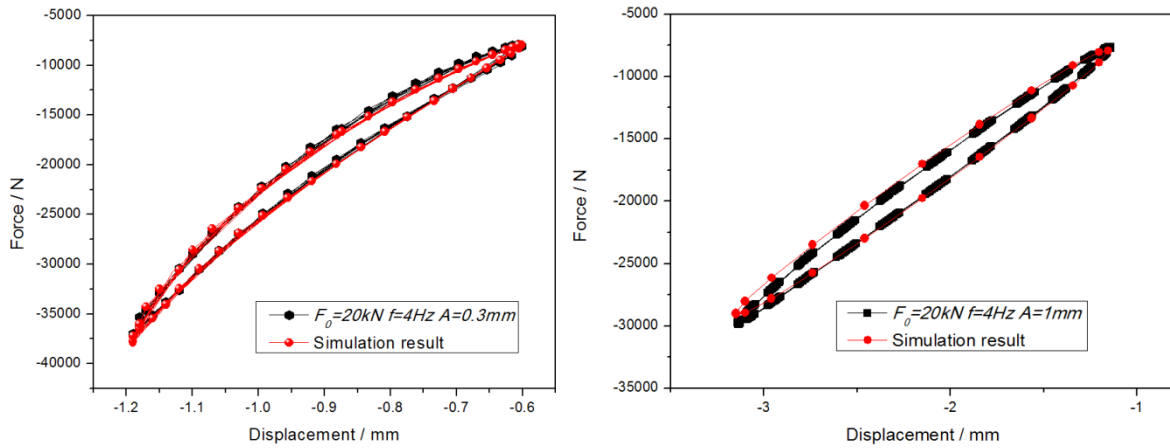 -5000
-10000
-15000
-20000
-25000
-30000
-35000
-40000
Force / N
-1.2 -1.1 -1.0 -0.9 -0.8 -0.7 -0.6
Displacement / mm
F₀=20kN f=4Hz A=0.3mm
Simulation result
-5000
-10000
-15000
-20000
-25000
-30000
-35000
Force / N
-3 -2 -1
Displacement / mm
F₀=20kN f=4Hz A=1mm
Simulation result